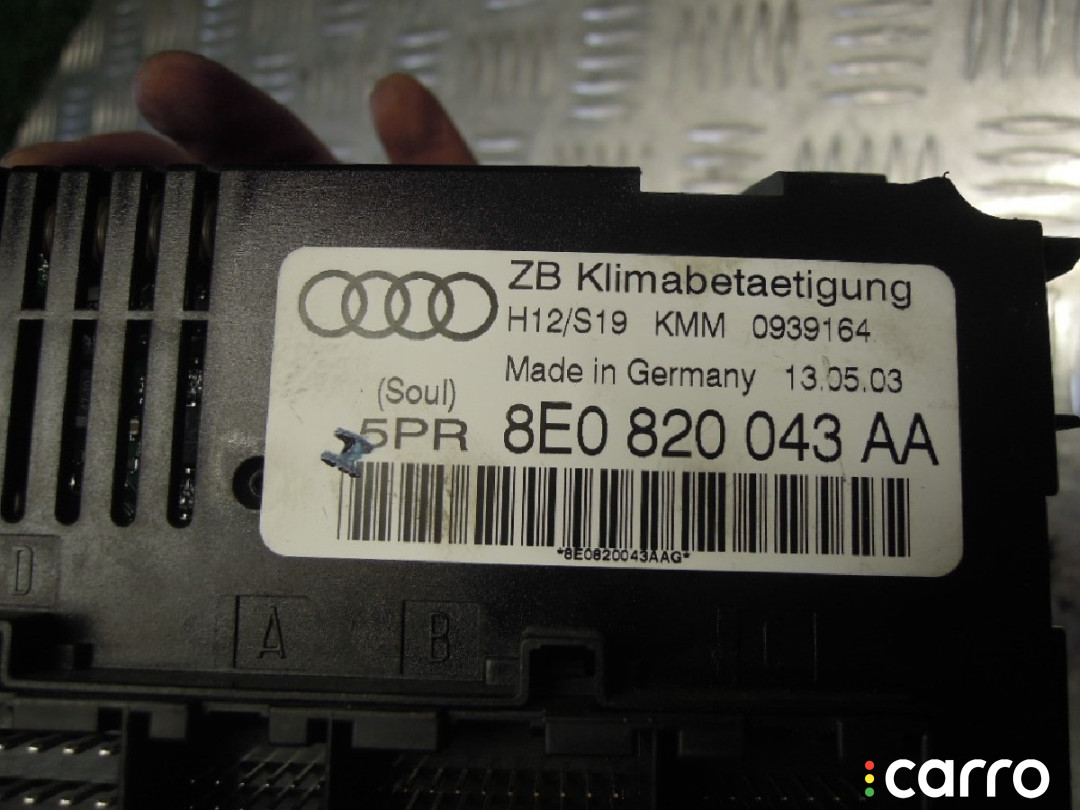 ZB Klimabetaetigung
H12/S19 KMM 0939164
Made in Germany 13.05.03
(Soul)
5PR 8E0 820 043 AA
*8E0820043AAG*
D
A
B
carro